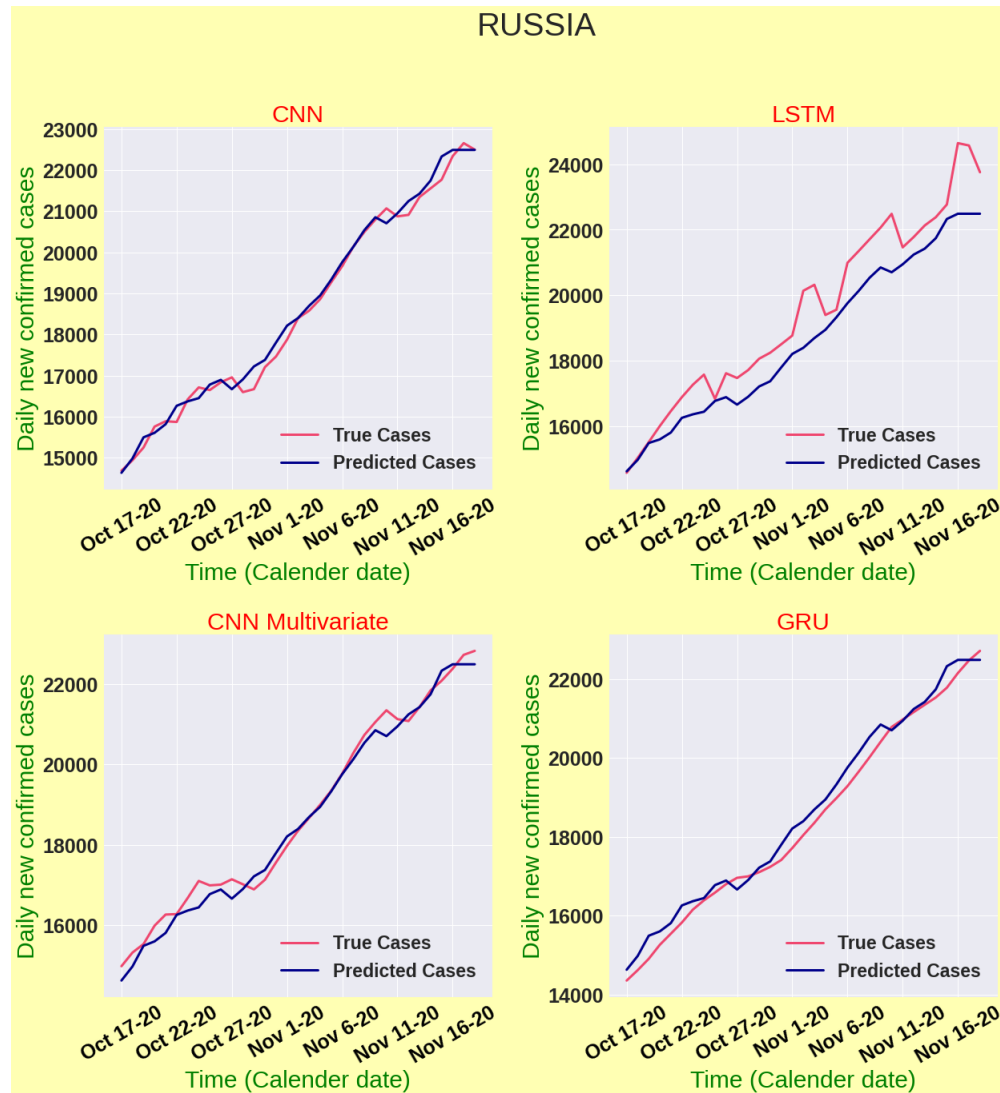 RUSSIA
CNN
Daily new confirmed cases
23000
22000
21000
20000
19000
18000
17000
16000
15000
True Cases
Predicted Cases
Oct 17-20
Oct 22-20
Oct 27-20
Nov 1-20
Nov 6-20
Nov 11-20
Nov 16-20
Time (Calender date)
LSTM
Daily new confirmed cases
24000
22000
20000
18000
16000
True Cases
Predicted Cases
Oct 17-20
Oct 22-20
Oct 27-20
Nov 1-20
Nov 6-20
Nov 11-20
Nov 16-20
Time (Calender date)
CNN Multivariate
Daily new confirmed cases
22000
20000
18000
16000
True Cases
Predicted Cases
Oct 17-20
Oct 22-20
Oct 27-20
Nov 1-20
Nov 6-20
Nov 11-20
Nov 16-20
Time (Calender date)
GRU
Daily new confirmed cases
22000
20000
18000
16000
14000
True Cases
Predicted Cases
Oct 17-20
Oct 22-20
Oct 27-20
Nov 1-20
Nov 6-20
Nov 11-20
Nov 16-20
Time (Calender date)